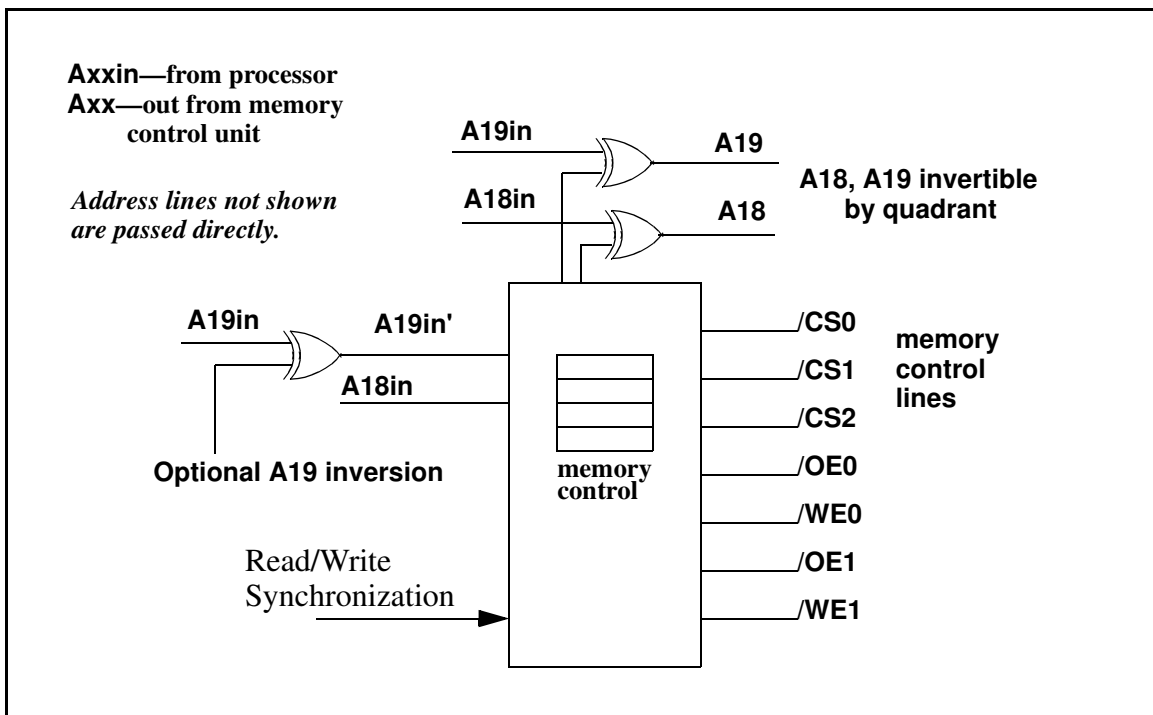 Axxin—from processor
Axx—out from memory
control unit
Address lines not shown
are passed directly.
A19in
A19
A18in
A18
A18, A19 invertible
by quadrant
A19in
A19in'
A18in
Optional A19 inversion
Read/Write
Synchronization
memory
control
/CS0
/CS1
/CS2
/OE0
/WE0
/OE1
/WE1
memory
control
lines